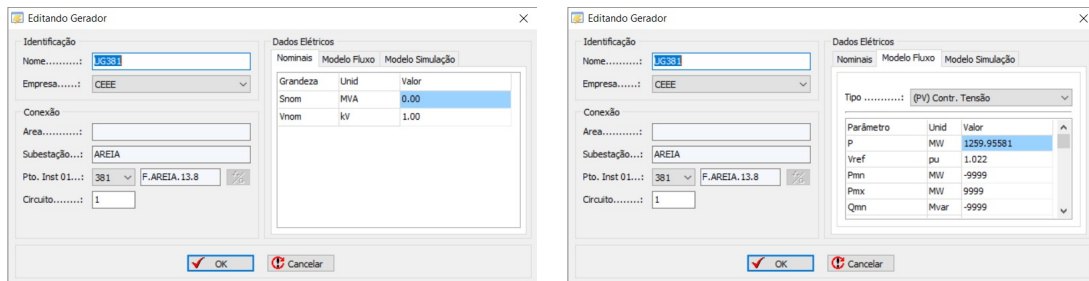 Editando Gerador
Identificação
Nome.........: UG381
Empresa......: CEEE
Conexão
Area...........:
Subestação...: AREIA
Pto. Inst 01...: 381 F.AREIA.13.8
Circuito........: 1
Dados Elétricos
Nominais Modelo Fluxo Modelo Simulação
Grandeza Unid Valor
Snom MVA 0.00
Vnom kV 1.00
OK Cancelar
Editando Gerador
Identificação
Nome.........: UG381
Empresa......: CEEE
Conexão
Area...........:
Subestação...: AREIA
Pto. Inst 01...: 381 F.AREIA.13.8
Circuito........: 1
Dados Elétricos
Nominais Modelo Fluxo Modelo Simulação
Tipo ...........: (PV) Contr. Tensão
Parâmetro Unid Valor
P MW 1259.95581
Vref pu 1.022
Pmn MW -9999
Pmx MW 9999
Qmn Mvar -9999
OK Cancelar